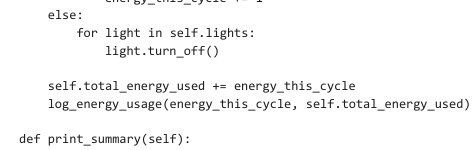 energy_this_cycle += 1
else:
for light in self.lights:
light.turn_off()
self.total_energy_used += energy_this_cycle
log_energy_usage(energy_this_cycle, self.total_energy_used)
def print_summary(self):